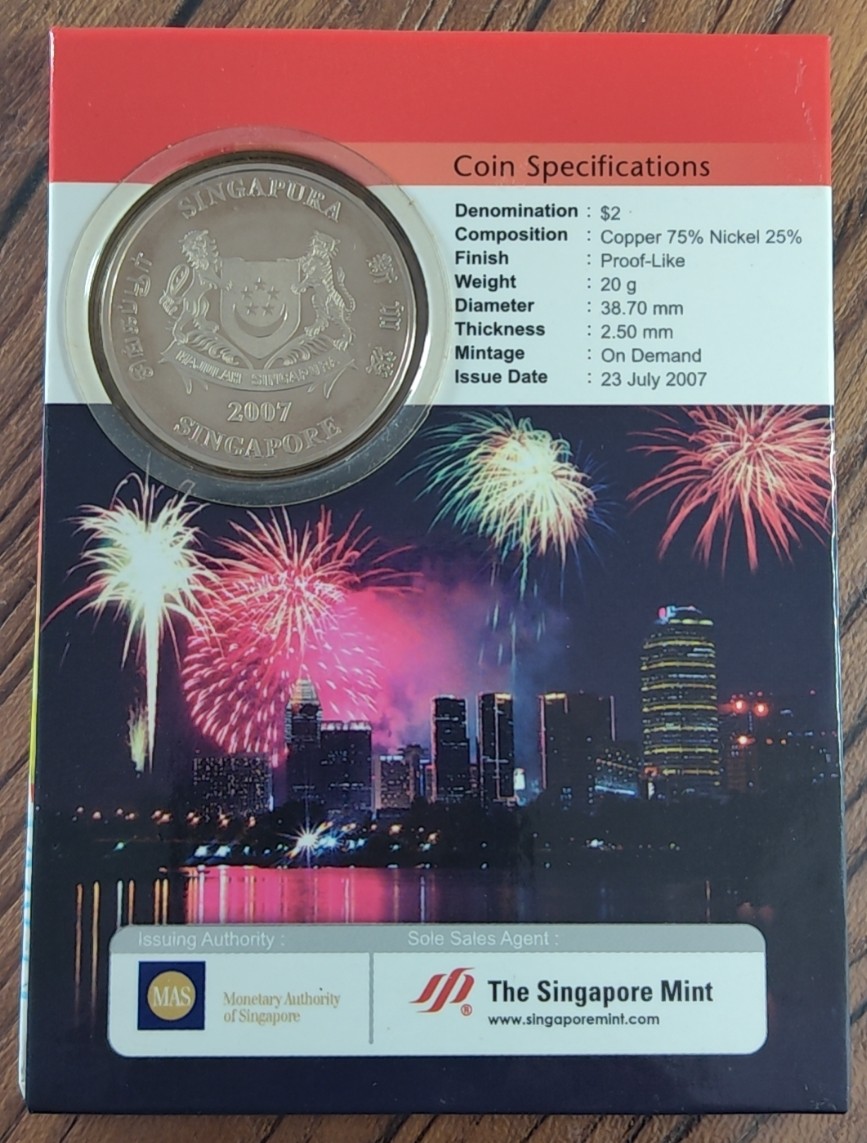 Coin Specifications
Denomination : $2
Composition : Copper 75% Nickel 25%
Finish : Proof-Like
Weight : 20 g
Diameter : 38.70 mm
Thickness : 2.50 mm
Mintage : On Demand
Issue Date : 23 July 2007
SINGAPURA
சிங்கப்பூர்
新加坡
MAJULAH SINGAPURA
2007
SINGAPORE
Issuing Authority :
MAS
Monetary Authority
of Singapore
Sole Sales Agent :
®
The Singapore Mint
www.singaporemint.com